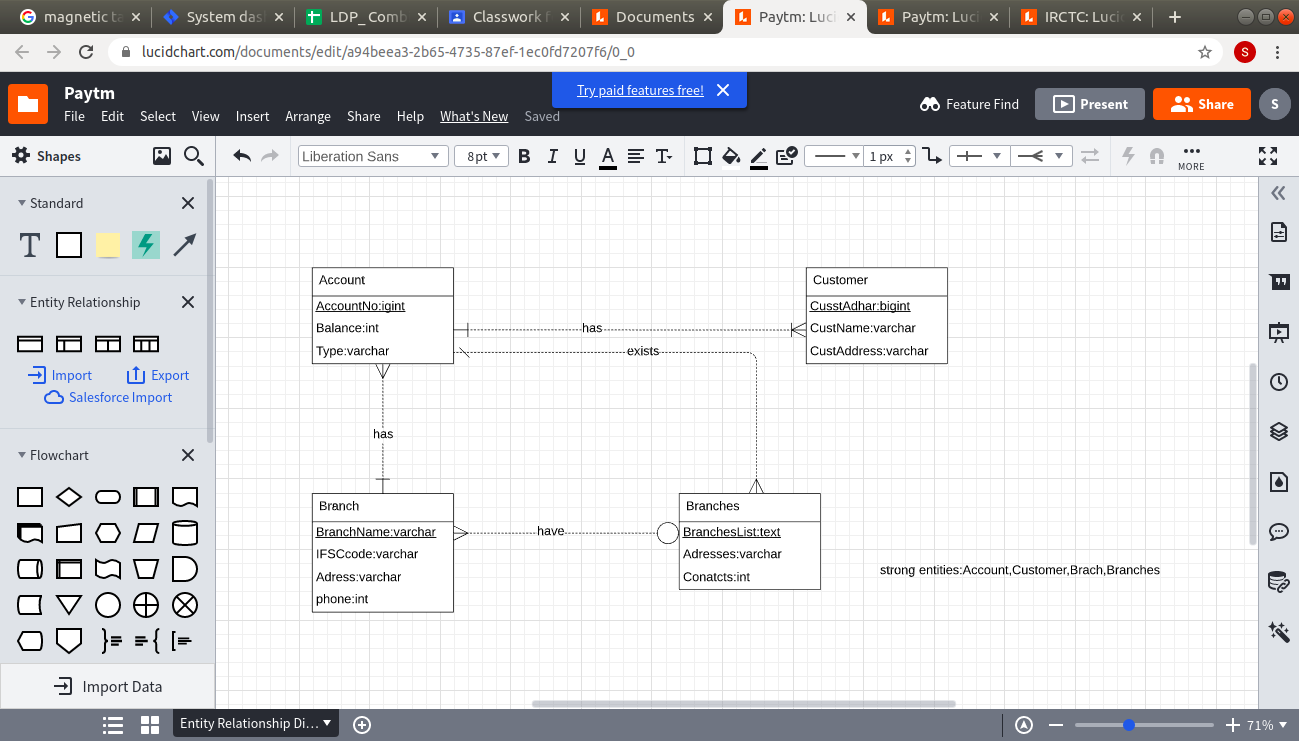 magnetic ta
System das
LDP_ Comb
Classwork f
Documents
Paytm: Luci
Paytm: Luci
IRCTC: Luci
lucidchart.com/documents/edit/a94beea3-2b65-4735-87ef-1ec0fd7207f6/0_0
S
Paytm
Try paid features free!
File Edit Select View Insert Arrange Share Help What's New Saved
Feature Find
Present
Share
S
Shapes
Liberation Sans
8pt
B I U A T
1 px
MORE
Standard
T
Entity Relationship
Import
Export
Salesforce Import
Flowchart
Import Data
Account
AccountNo:igint
Balance:int
Type:varchar
has
Customer
CusstAdhar:bigint
CustName:varchar
CustAddress:varchar
exists
has
Branch
BranchName:varchar
IFSCcode:varchar
Adress:varchar
phone:int
have
Branches
BranchesList:text
Adresses:varchar
Conatcts:int
strong entities:Account,Customer,Brach,Branches
Entity Relationship Di...
71%